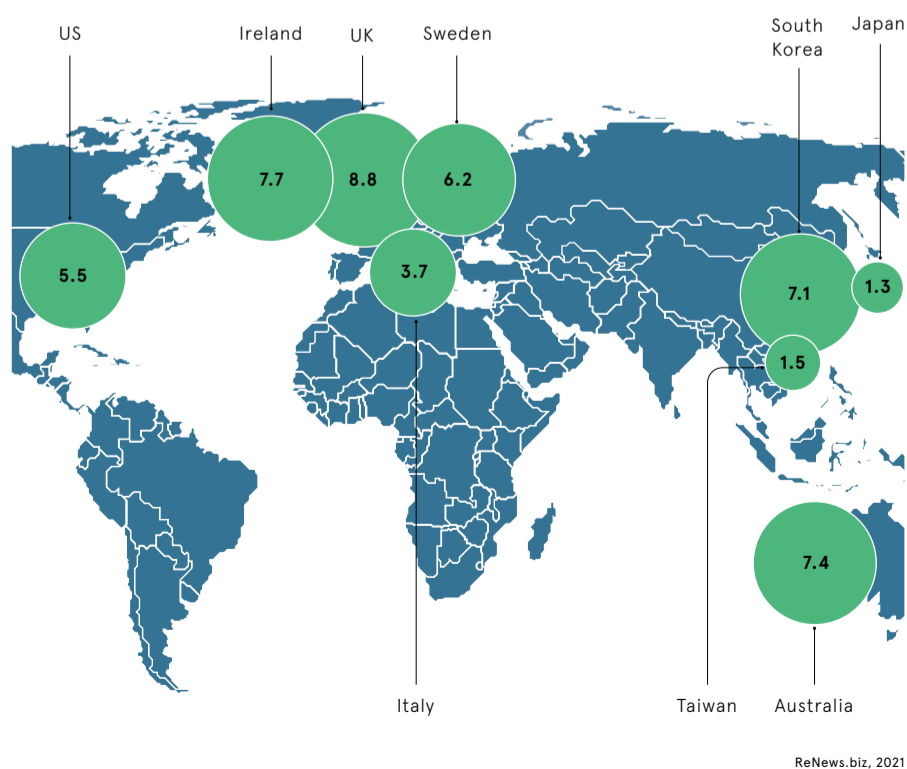 US
Ireland
UK
Sweden
South
Korea
Japan
7.7
8.8
6.2
5.5
3.7
7.1
1.3
1.5
7.4
Italy
Taiwan
Australia
ReNews.biz, 2021